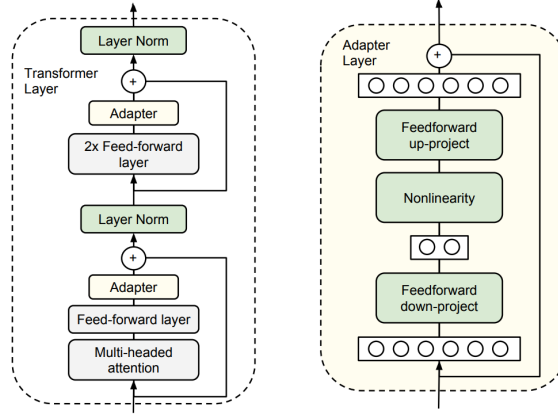 Layer Norm
Transformer
Layer
+
Adapter
2x Feed-forward
layer
Layer Norm
+
Adapter
Feed-forward layer
Multi-headed
attention
Adapter
Layer
+
Feedforward
up-project
Nonlinearity
Feedforward
down-project